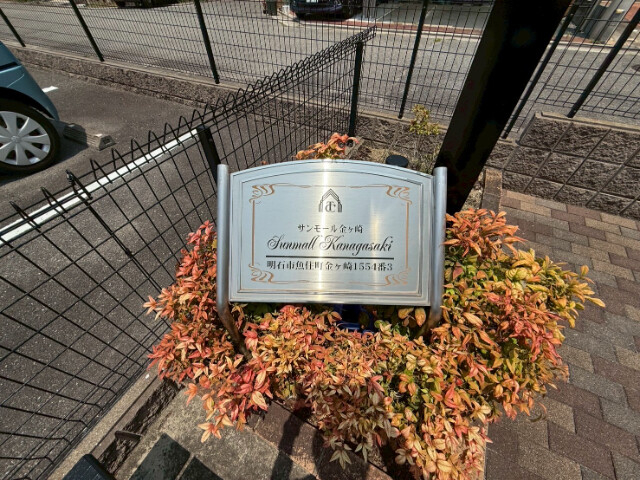 サンモール金ヶ崎
Sunmall Kanagasaki
明石市魚住町金ヶ崎1554番3